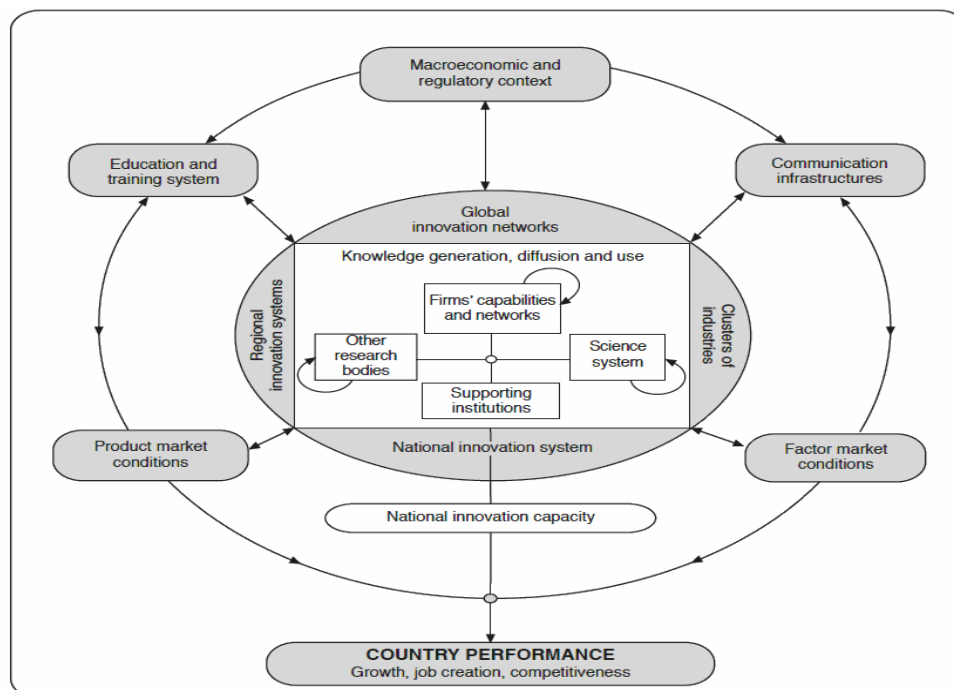 Macroeconomic and
regulatory context
Education and
training system
Communication
infrastructures
Global
innovation networks
Knowledge generation, diffusion and use
Regional
innovation systems
Firms' capabilities
and networks
Clusters of
industries
Other
research
bodies
Science
system
Supporting
institutions
Product market
conditions
National innovation system
Factor market
conditions
National innovation capacity
COUNTRY PERFORMANCE
Growth, job creation, competitiveness